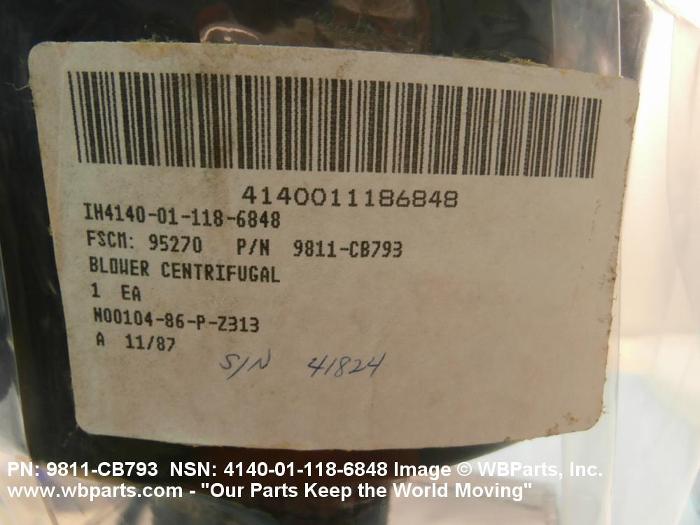 4140011186848
IH4140-01-118-6848
FSCM: 95270 P/N 9811-CB793
BLOWER CENTRIFUGAL
1 EA
N00104-86-P-Z313
A 11/87
S/N 41824
PN: 9811-CB793 NSN: 4140-01-118-6848 Image © WBParts, Inc.
www.wbparts.com - "Our Parts Keep the World Moving"